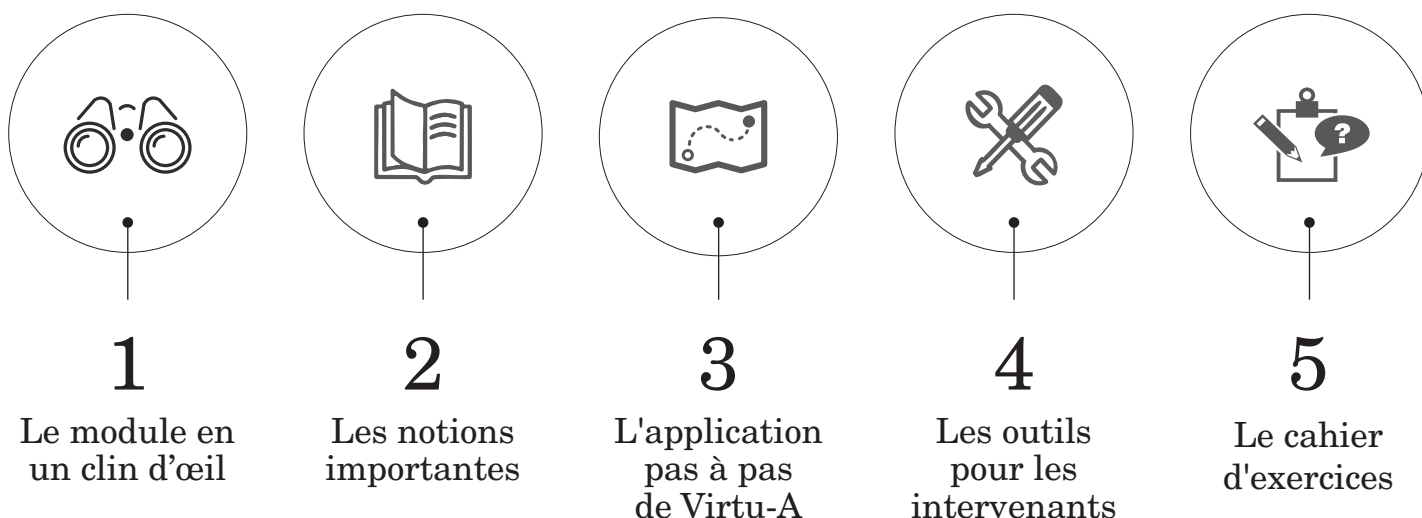 1
Le module en
un clin d’œil
2
Les notions
importantes
3
L'application
pas à pas
de Virtu-A
4
Les outils
pour les
intervenants
?
5
Le cahier
d'exercices